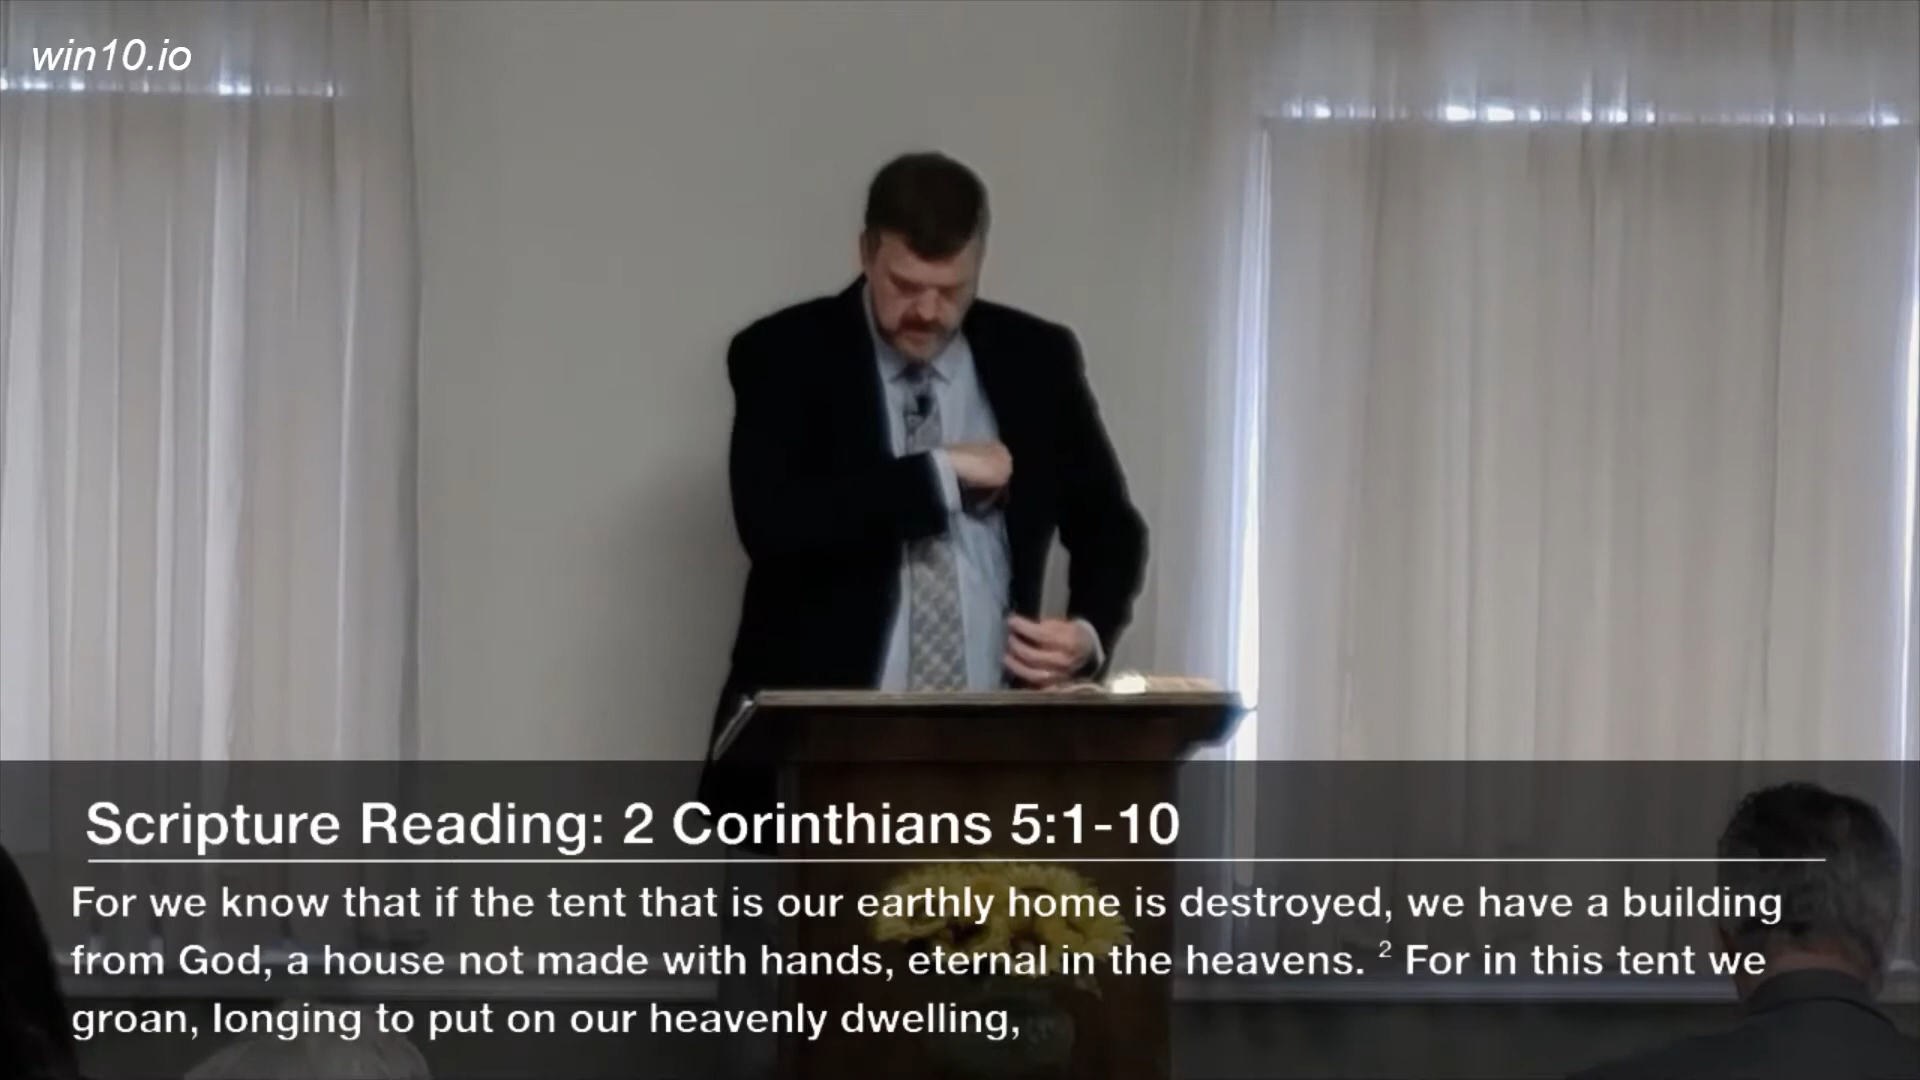 win10.io
Scripture Reading: 2 Corinthians 5:1-10
For we know that if the tent that is our earthly home is destroyed, we have a building
from God, a house not made with hands, eternal in the heavens. ² For in this tent we
groan, longing to put on our heavenly dwelling,